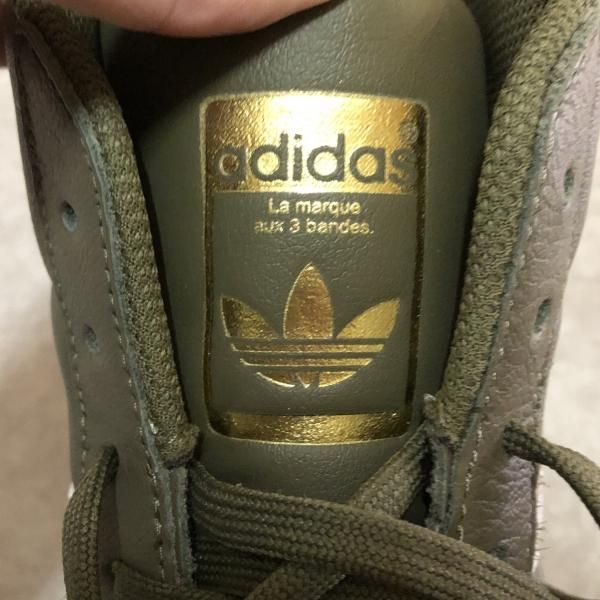 adidas®
La marque
aux 3 bandes.